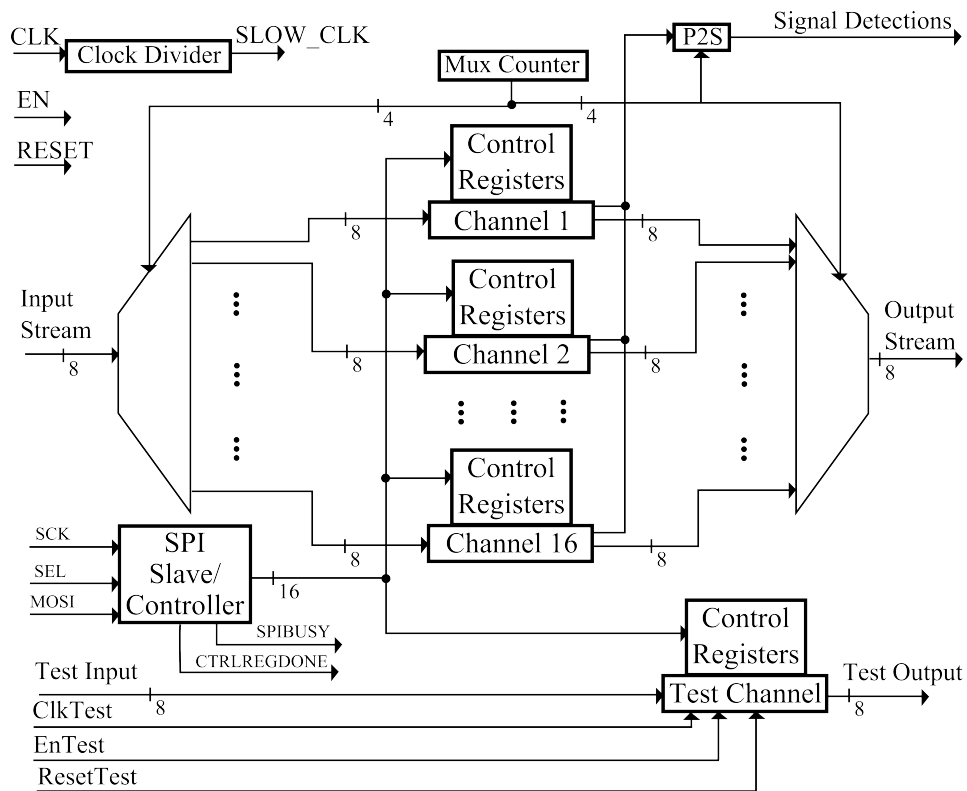 CLK
Clock Divider
SLOW_CLK
Mux Counter
P2S
Signal Detections
EN
4
4
RESET
Control
Registers
Channel 1
8
8
Control
Registers
Channel 2
8
8
Input
Stream
8
Output
Stream
8
Control
Registers
Channel 16
8
8
SCK
SEL
MOSI
SPI
Slave/
Controller
16
SPIBUSY
CTRLREGDONE
Control
Registers
Test Channel
Test Input
8
Test Output
8
ClkTest
EnTest
ResetTest